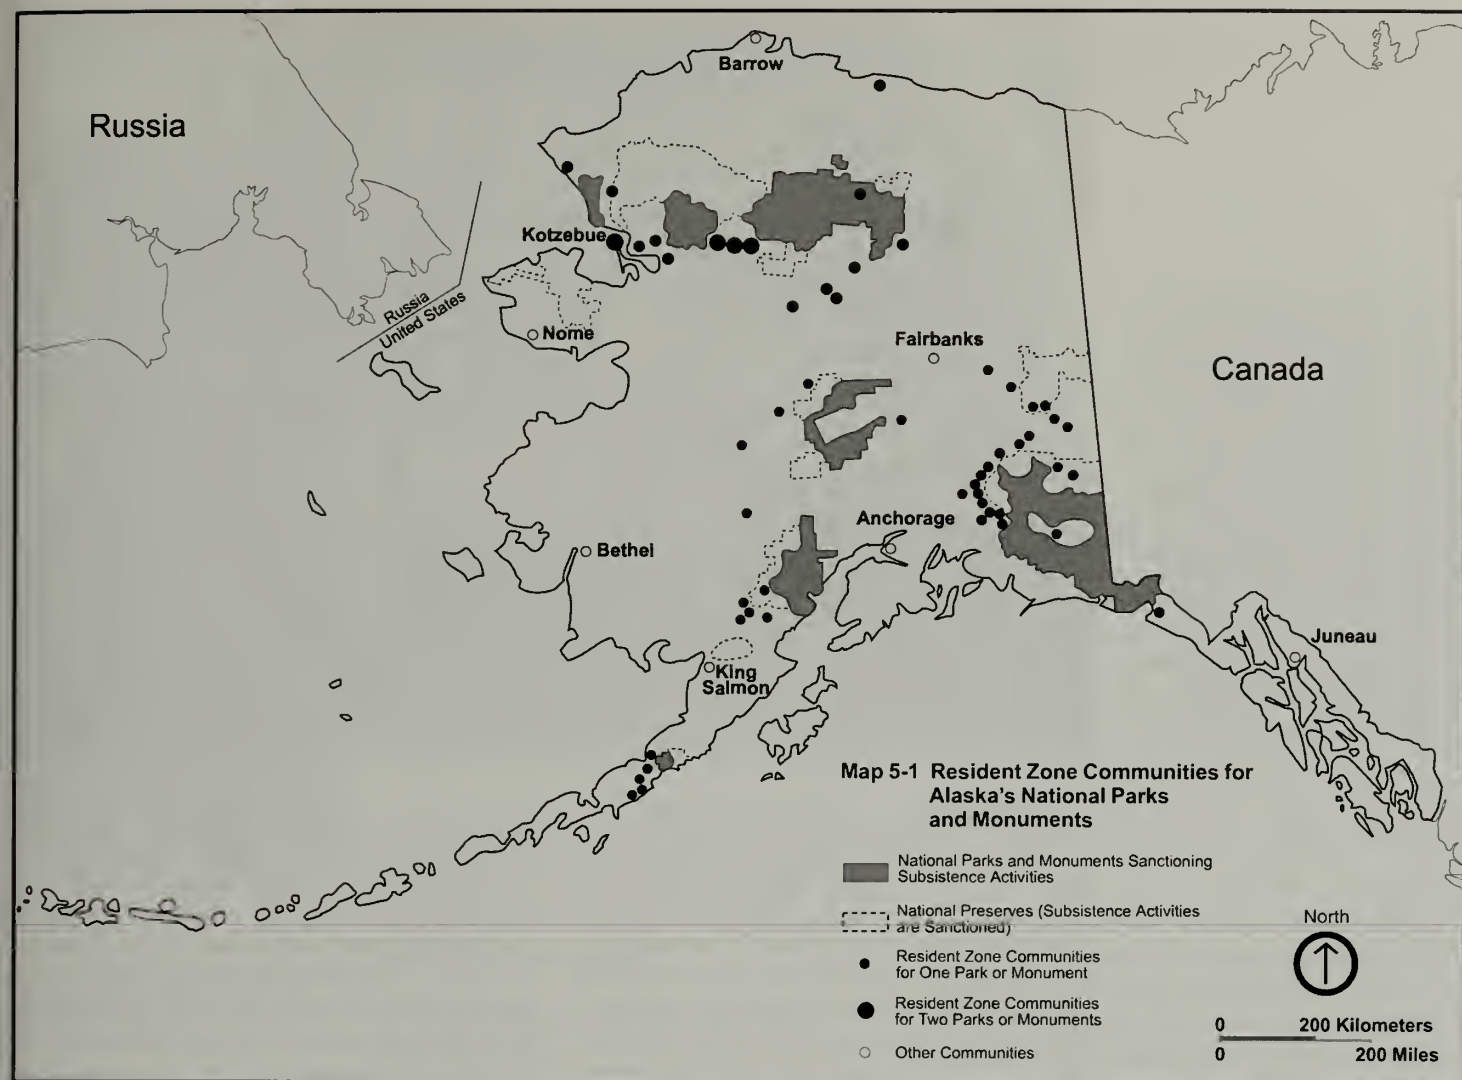 Barrow
Russia
Kotzebue
Russia
United States
Nome
Fairbanks
Canada
Anchorage
Bethel
Juneau
King
Salmon
Map 5-1 Resident Zone Communities for
Alaska's National Parks
and Monuments
National Parks and Monuments Sanctioning
Subsistence Activities
National Preserves (Subsistence Activities
are Sanctioned)
North
Resident Zone Communities
for One Park or Monument
Resident Zone Communities
for Two Parks or Monuments
0 200 Kilometers
Other Communities
0 200 Miles